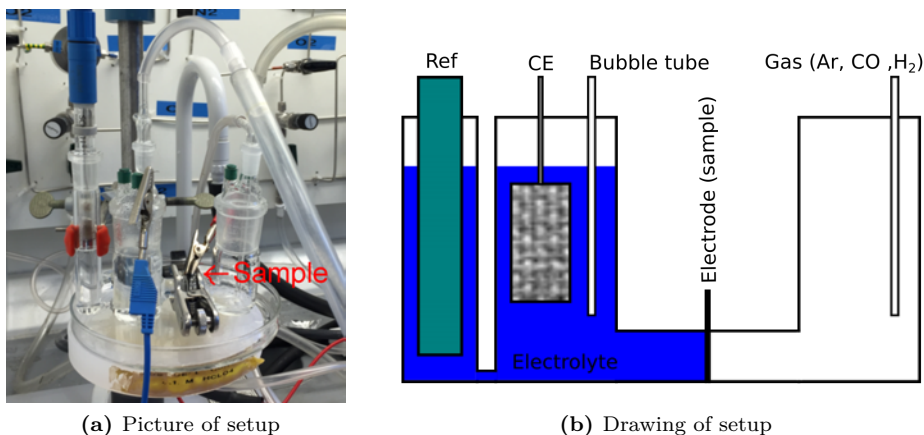 ← Sample
Ref
CE
Bubble tube
Gas (Ar, CO ,H₂)
Electrode (sample)
Electrolyte
(a) Picture of setup
(b) Drawing of setup